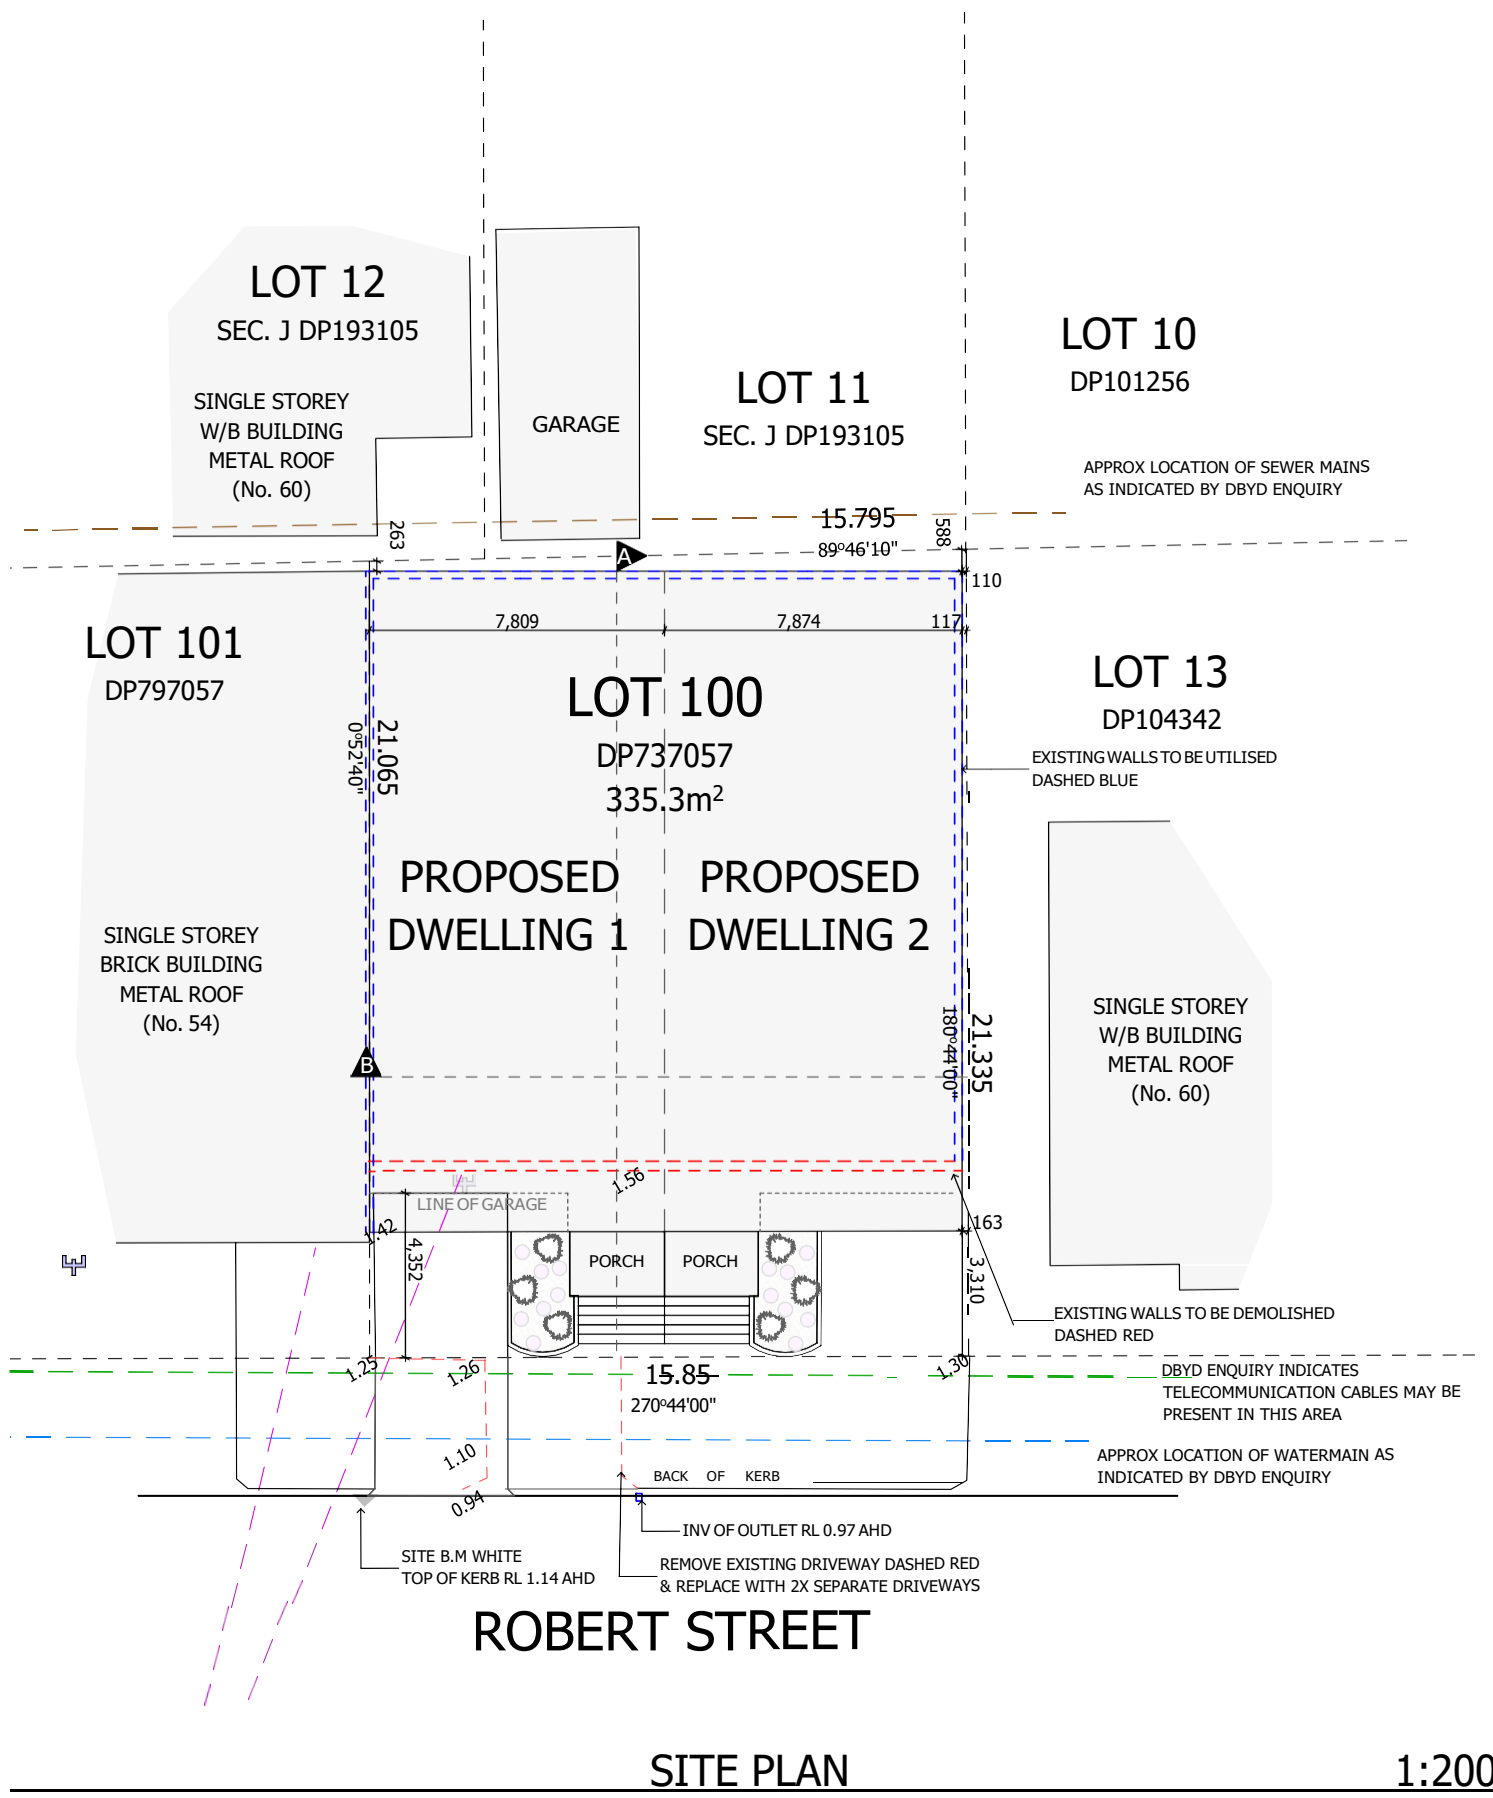 LOT 12
SEC. J DP193105
SINGLE STOREY
W/B BUILDING
METAL ROOF
(No. 60)
GARAGE
LOT 11
SEC. J DP193105
LOT 10
DP101256
APPROX LOCATION OF SEWER MAINS
AS INDICATED BY DBYD ENQUIRY
263
15.795
89º46'10"
588
A
110
7,809
7,874
117
LOT 101
DP797057
LOT 100
DP737057
335.3m²
21.065
0º52'40"
LOT 13
DP104342
EXISTING WALLS TO BE UTILISED
DASHED BLUE
PROPOSED
DWELLING 1
PROPOSED
DWELLING 2
SINGLE STOREY
BRICK BUILDING
METAL ROOF
(No. 54)
B
21.335
180º44'00"
SINGLE STOREY
W/B BUILDING
METAL ROOF
(No. 60)
1.56
LINE OF GARAGE
1.42
4,352
PORCH
PORCH
163
3,310
EXISTING WALLS TO BE DEMOLISHED
DASHED RED
1.25
1.26
15.85
270º44'00"
1.30
DBYD ENQUIRY INDICATES
TELECOMMUNICATION CABLES MAY BE
PRESENT IN THIS AREA
1.10
0.94
BACK OF KERB
APPROX LOCATION OF WATERMAIN AS
INDICATED BY DBYD ENQUIRY
INV OF OUTLET RL 0.97 AHD
SITE B.M WHITE
TOP OF KERB RL 1.14 AHD
REMOVE EXISTING DRIVEWAY DASHED RED
& REPLACE WITH 2X SEPARATE DRIVEWAYS
ROBERT STREET
SITE PLAN
1:200